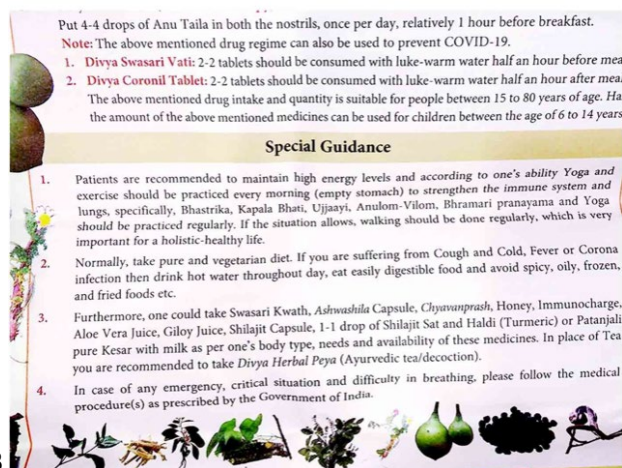 Put 4-4 drops of Anu Taila in both the nostrils, once per day, relatively 1 hour before breakfast.
Note: The above mentioned drug regime can also be used to prevent COVID-19.
1. Divya Swasari Vati: 2-2 tablets should be consumed with luke-warm water half an hour before
2. Divya Coronil Tablet: 2-2 tablets should be consumed with luke-warm water half an hour after
The above mentioned drug intake and quantity is suitable for people between 15 to 80 years of age.
the amount of the above mentioned medicines can be used for children between the age of 6 to 14 years
Special Guidance
1. Patients are recommended to maintain high energy levels and according to one's ability Yoga and
exercise should be practiced every morning (empty stomach) to strengthen the immune system and
lungs, specifically, Bhastrika, Kapala Bhati, Ujjaayi, Anulom-Vilom, Bhramari pranayama and Yoga
should be practiced regularly. If the situation allows, walking should be done regularly, which is very
important for a holistic-healthy life.
2. Normally, take pure and vegetarian diet. If you are suffering from Cough and Cold, Fever or Corona
infection then drink hot water throughout day, eat easily digestible food and avoid spicy, oily, frozen,
and fried foods etc.
3. Furthermore, one could take Swasari Kwath, Ashwashila Capsule, Chyavanprash, Honey, Immunocharge,
Aloe Vera Juice, Giloy Juice, Shilajit Capsule, 1-1 drop of Shilajit Sat and Haldi (Turmeric) or Patanjali
pure Kesar with milk as per one's body type, needs and availability of these medicines. In place of Tea
you are recommended to take Divya Herbal Peya (Ayurvedic tea/decoction).
4. In case of any emergency, critical situation and difficulty in breathing, please follow the medical
procedure(s) as prescribed by the Government of India.